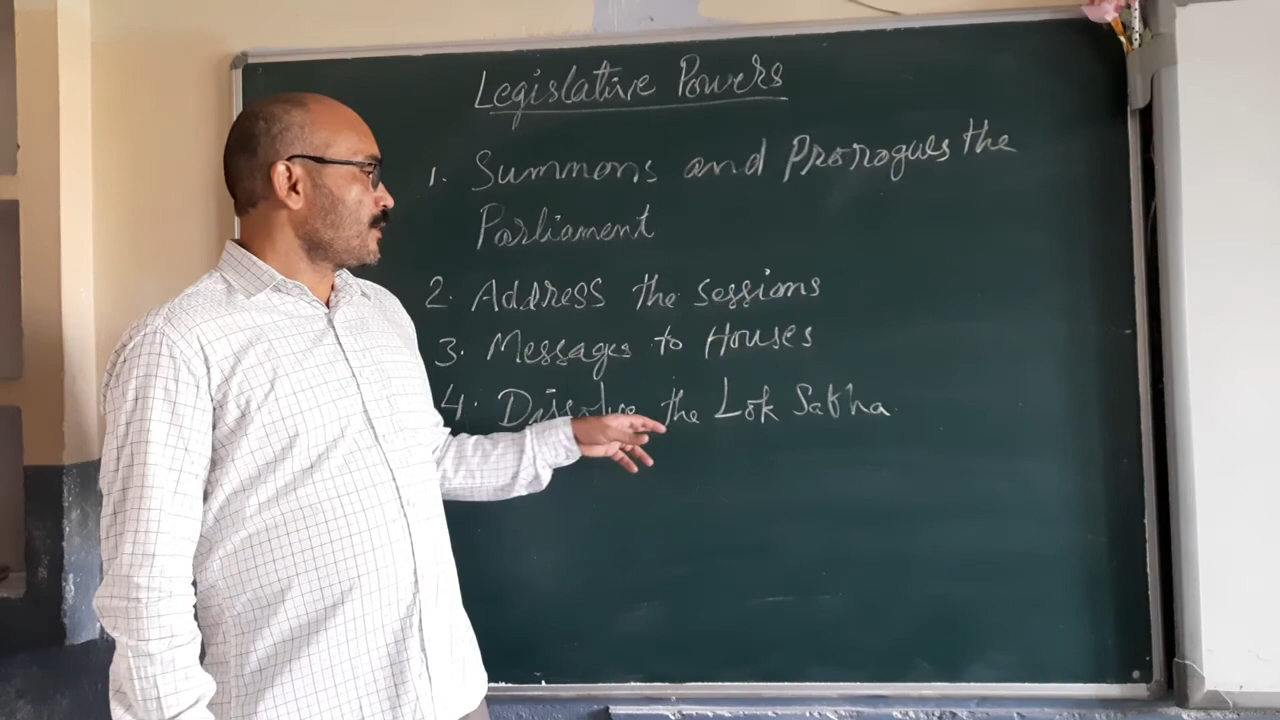 Legislative Powers
1. Summons and Prorogues the
Parliament
2. Address the sessions
3. Messages to Houses
4. Dissolve the Lok Sabha.